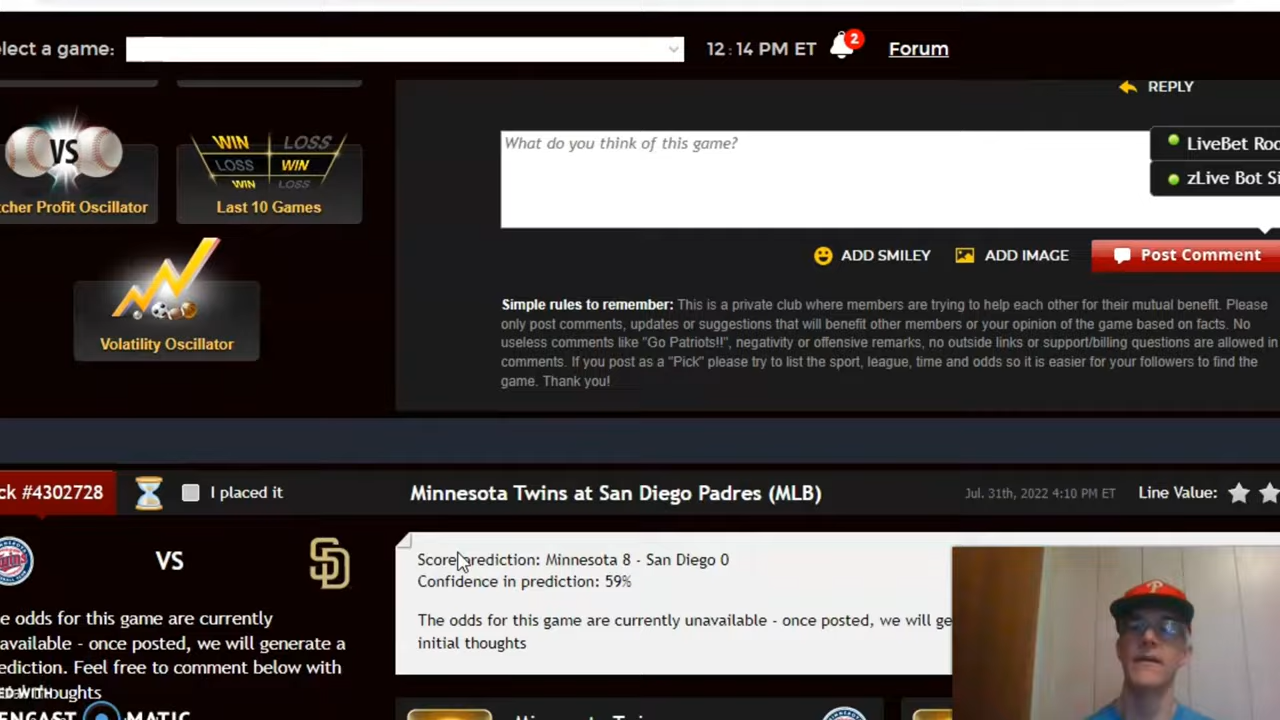 elect a game:
12:14 PM ET
2
Forum
REPLY
VS
WIN LOSS
LOSS WIN
WIN LOSS
tcher Profit Oscillator
Last 10 Games
What do you think of this game?
LiveBet Roo
zLive Bot Si
ADD SMILEY
ADD IMAGE
Post Comment
Volatility Oscillator
Simple rules to remember: This is a private club where members are trying to help each other for their mutual benefit. Please
only post comments, updates or suggestions that will benefit other members or your opinion of the game based on facts. No
useless comments like "Go Patriots!!", negativity or offensive remarks, no outside links or support/billing questions are allowed in
comments. If you post as a "Pick" please try to list the sport, league, time and odds so it is easier for your followers to find the
game. Thank you!
ck #4302728
I placed it
Minnesota Twins at San Diego Padres (MLB)
Jul. 31th, 2022 4:10 PM ET
Line Value:
VS
SD
Score prediction: Minnesota 8 - San Diego 0
Confidence in prediction: 59%
e odds for this game are currently
available - once posted, we will generate a
ediction. Feel free to comment below with
thoughts
The odds for this game are currently unavailable - once posted, we will ge
initial thoughts
P